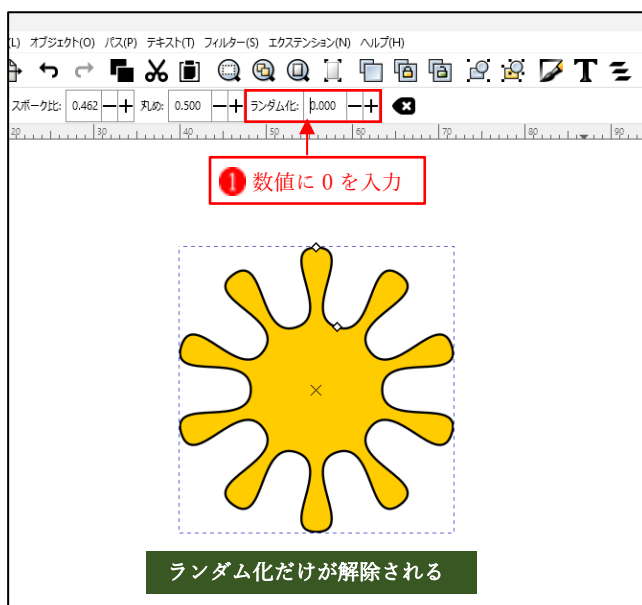 (L) オブジェクト(O) パス(P) テキスト(T) フィルター(S) エクステンション(N) ヘルプ(H)
スポーク比: 0.462 丸め: 0.500 ランダム化: 0.000
20 30 40 50 60 70 80 90
1 数値に 0 を入力
ランダム化だけが解除される